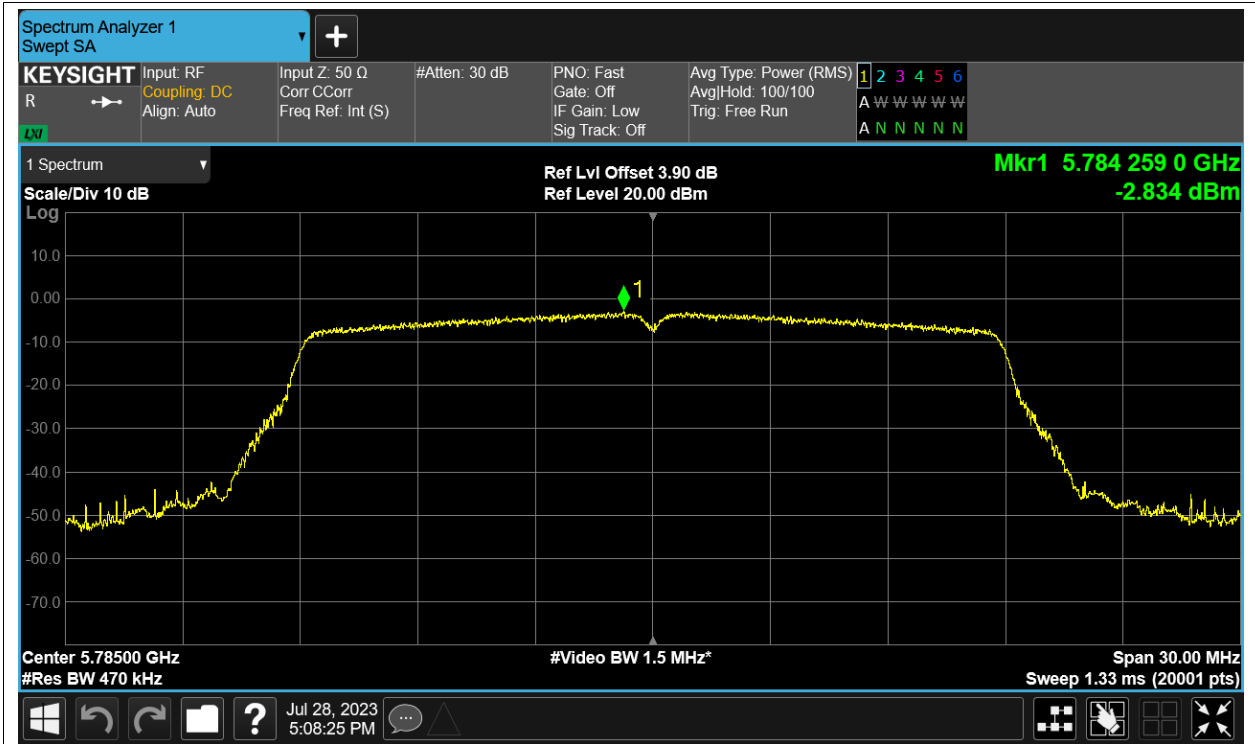 Spectrum Analyzer 1
Swept SA
KEYSIGHT
R
LXI
Input: RF
Coupling: DC
Align: Auto
Input Z: 50 Ω
Corr CCorr
Freq Ref: Int (S)
#Atten: 30 dB
PNO: Fast
Gate: Off
IF Gain: Low
Sig Track: Off
Avg Type: Power (RMS)
Avg|Hold: 100/100
Trig: Free Run
1 2 3 4 5 6
A W W W W W
A N N N N N
1 Spectrum
Scale/Div 10 dB
Ref Lvl Offset 3.90 dB
Ref Level 20.00 dBm
Mkr1 5.784 259 0 GHz
-2.834 dBm
Log
10.0
0.00
-10.0
-20.0
-30.0
-40.0
-50.0
-60.0
-70.0
1
Center 5.78500 GHz
#Res BW 470 kHz
#Video BW 1.5 MHz*
Span 30.00 MHz
Sweep 1.33 ms (20001 pts)
?
Jul 28, 2023
5:08:25 PM